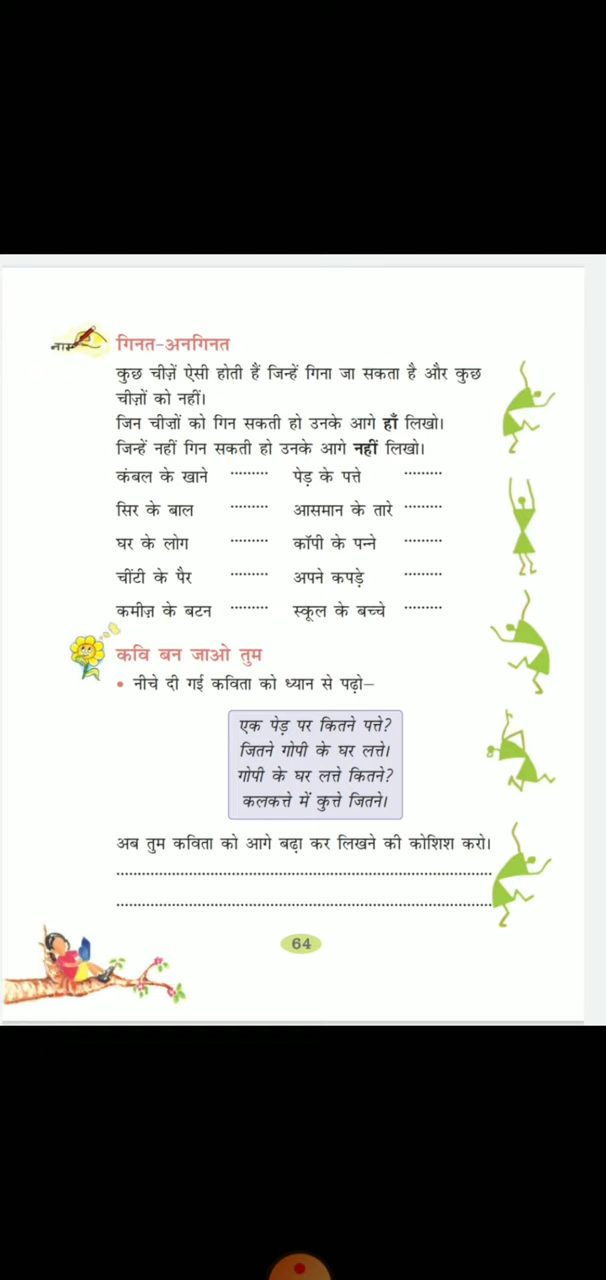 नाम
गिनत-अनगिनत
कुछ चीज़ें ऐसी होती हैं जिन्हें गिना जा सकता है और कुछ
चीज़ों को नहीं।
जिन चीज़ों को गिन सकती हो उनके आगे हाँ लिखो।
जिन्हें नहीं गिन सकती हो उनके आगे नहीं लिखो।
कंबल के खाने ......... पेड़ के पत्ते .........
सिर के बाल ......... आसमान के तारे .........
घर के लोग ......... कॉपी के पन्ने .........
चींटी के पैर ......... अपने कपड़े .........
कमीज़ के बटन ......... स्कूल के बच्चे .........
कवि बन जाओ तुम
• नीचे दी गई कविता को ध्यान से पढ़ो–
एक पेड़ पर कितने पत्ते?
जितने गोपी के घर लत्ते।
गोपी के घर लत्ते कितने?
कलकत्ते में कुत्ते जितने।
अब तुम कविता को आगे बढ़ा कर लिखने की कोशिश करो।
64